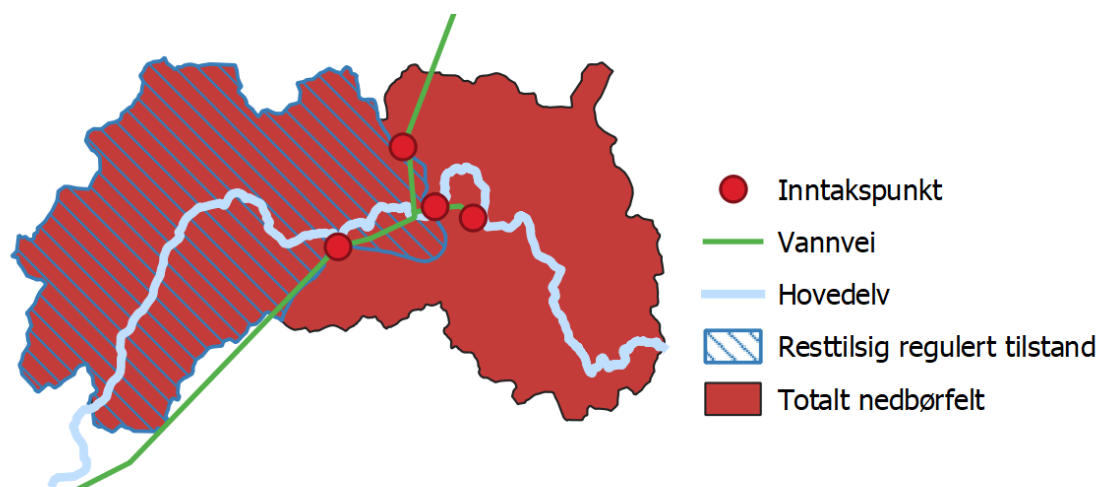 Inntakspunkt
Vannvei
Hovedelv
Resttilsig regulert tilstand
Totalt nedbørfelt